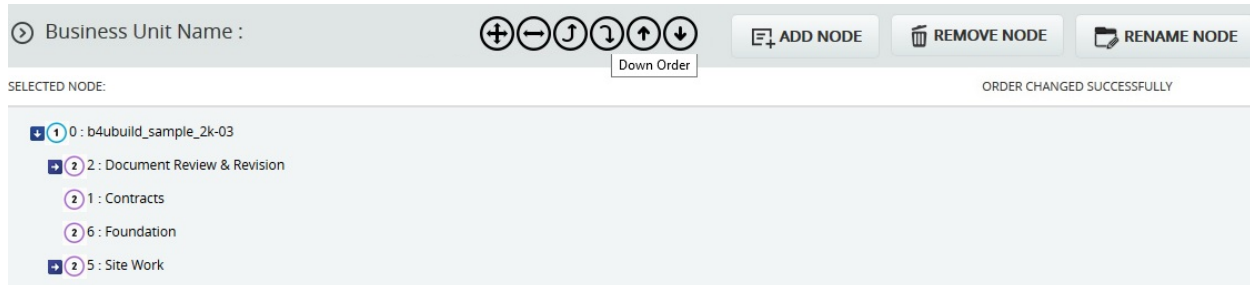 Business Unit Name :
ADD NODE
REMOVE NODE
RENAME NODE
Down Order
SELECTED NODE:
ORDER CHANGED SUCCESSFULLY
1 0 : b4ubuild_sample_2k-03
2 2 : Document Review & Revision
2 1 : Contracts
2 6 : Foundation
2 5 : Site Work